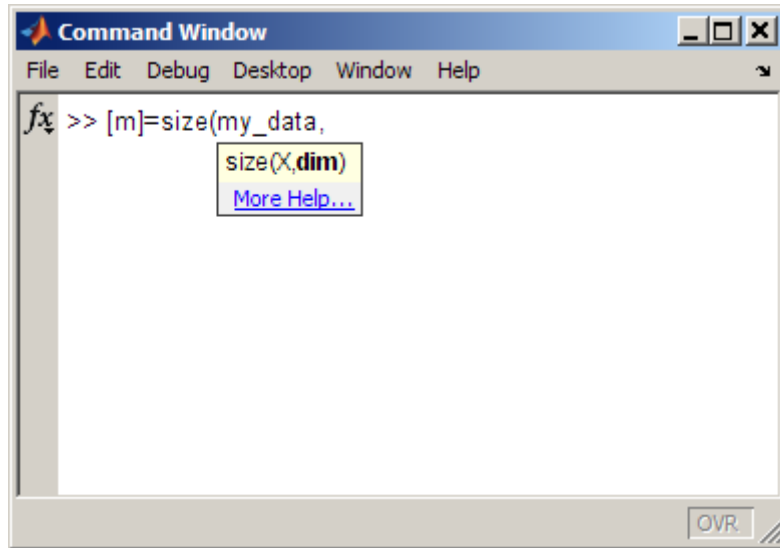 Command Window
File Edit Debug Desktop Window Help
fx >> [m]=size(my_data,
size(X,dim)
More Help...
OVR